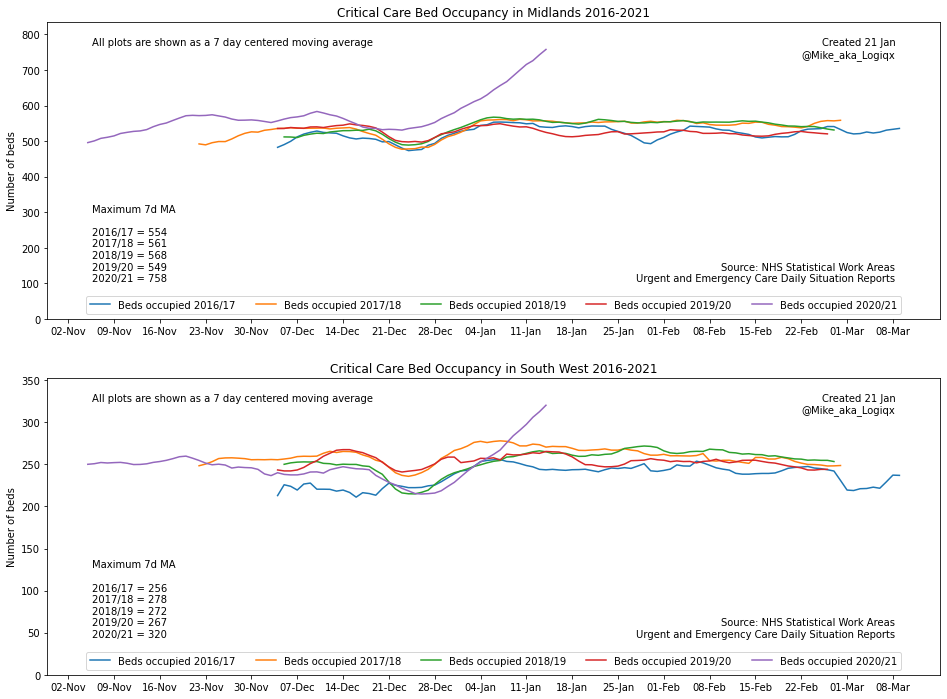 Critical Care Bed Occupancy in Midlands 2016-2021
800
All plots are shown as a 7 day centered moving average
Created 21 Jan
@Mike_aka_Logiqx
700
600
500
Number of beds
400
300
Maximum 7d MA
2016/17 = 554
2017/18 = 561
2018/19 = 568
2019/20 = 549
2020/21 = 758
200
Source: NHS Statistical Work Areas
Urgent and Emergency Care Daily Situation Reports
100
Beds occupied 2016/17 Beds occupied 2017/18 Beds occupied 2018/19 Beds occupied 2019/20 Beds occupied 2020/21
0
02-Nov 09-Nov 16-Nov 23-Nov 30-Nov 07-Dec 14-Dec 21-Dec 28-Dec 04-Jan 11-Jan 18-Jan 25-Jan 01-Feb 08-Feb 15-Feb 22-Feb 01-Mar 08-Mar
Critical Care Bed Occupancy in South West 2016-2021
350
All plots are shown as a 7 day centered moving average
Created 21 Jan
@Mike_aka_Logiqx
300
250
200
Number of beds
150
Maximum 7d MA
2016/17 = 256
2017/18 = 278
2018/19 = 272
2019/20 = 267
2020/21 = 320
100
Source: NHS Statistical Work Areas
Urgent and Emergency Care Daily Situation Reports
50
Beds occupied 2016/17 Beds occupied 2017/18 Beds occupied 2018/19 Beds occupied 2019/20 Beds occupied 2020/21
0
02-Nov 09-Nov 16-Nov 23-Nov 30-Nov 07-Dec 14-Dec 21-Dec 28-Dec 04-Jan 11-Jan 18-Jan 25-Jan 01-Feb 08-Feb 15-Feb 22-Feb 01-Mar 08-Mar